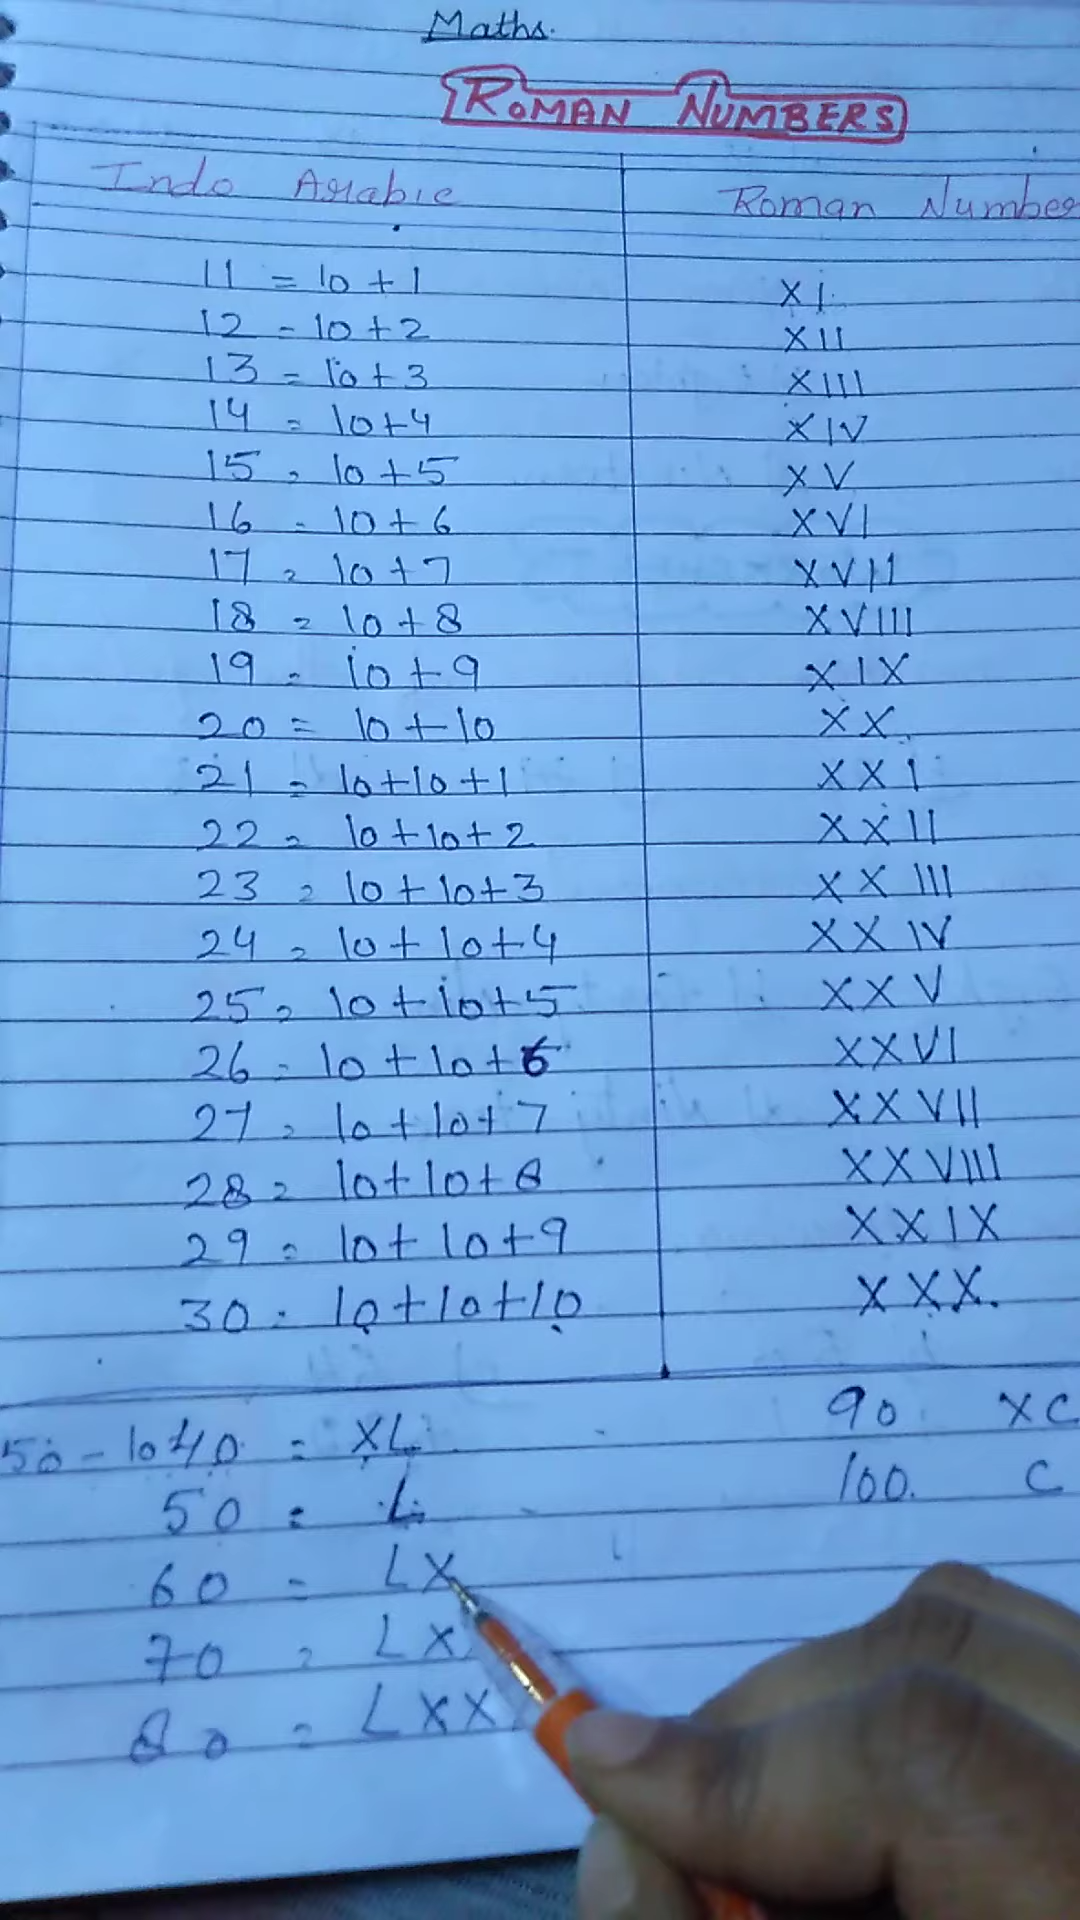 Maths.
ROMAN NUMBERS
Indo Arabic Roman Number
11 = 10 + 1 XI
12 = 10 + 2 XII
13 = 10 + 3 XIII
14 = 10 + 4 XIV
15 = 10 + 5 XV
16 = 10 + 6 XVI
17 = 10 + 7 XVII
18 = 10 + 8 XVIII
19 = 10 + 9 XIX
20 = 10 + 10 XX
21 = 10 + 10 + 1 XXI
22 = 10 + 10 + 2 XXII
23 = 10 + 10 + 3 XXIII
24 = 10 + 10 + 4 XXIV
25 = 10 + 10 + 5 XXV
26 = 10 + 10 + 6 XXVI
27 = 10 + 10 + 7 XXVII
28 = 10 + 10 + 8 XXVIII
29 = 10 + 10 + 9 XXIX
30 = 10 + 10 + 10 XXX.
50 - 10 40 = XL 90 XC
50 = L 100. C
60 = LX
70 = LX
80 = LXX